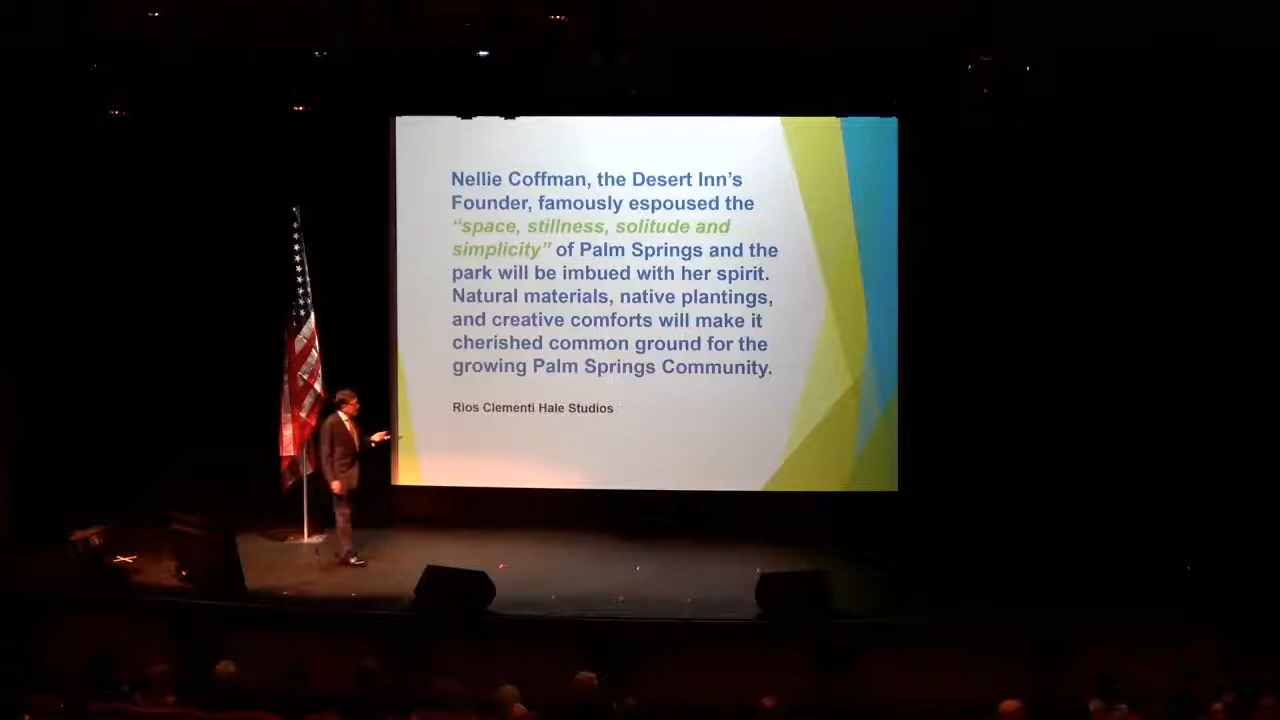 Nellie Coffman, the Desert Inn’s
Founder, famously espoused the
“space, stillness, solitude and
simplicity” of Palm Springs and the
park will be imbued with her spirit.
Natural materials, native plantings,
and creative comforts will make it
cherished common ground for the
growing Palm Springs Community.
Rios Clementi Hale Studios